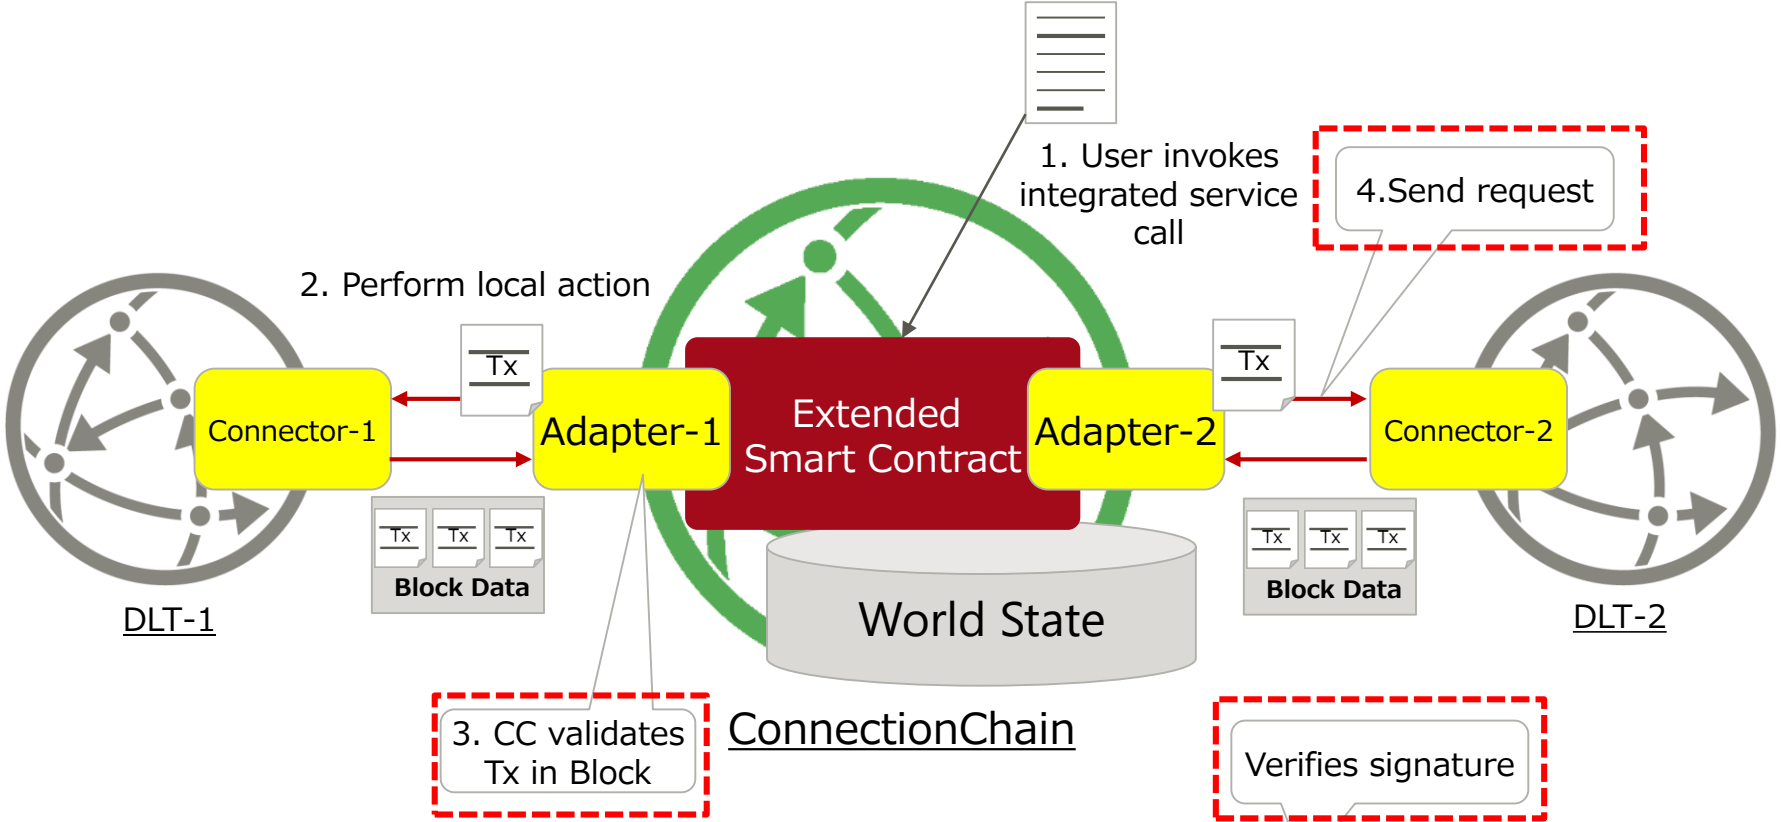 1. User invokes
integrated service
call
4.Send request
2. Perform local action
Tx
Tx
Connector-1
Adapter-1
Extended
Smart Contract
Adapter-2
Connector-2
Tx
Tx
Tx
Block Data
Tx
Tx
Tx
Block Data
DLT-1
World State
DLT-2
3. CC validates
Tx in Block
ConnectionChain
Verifies signature